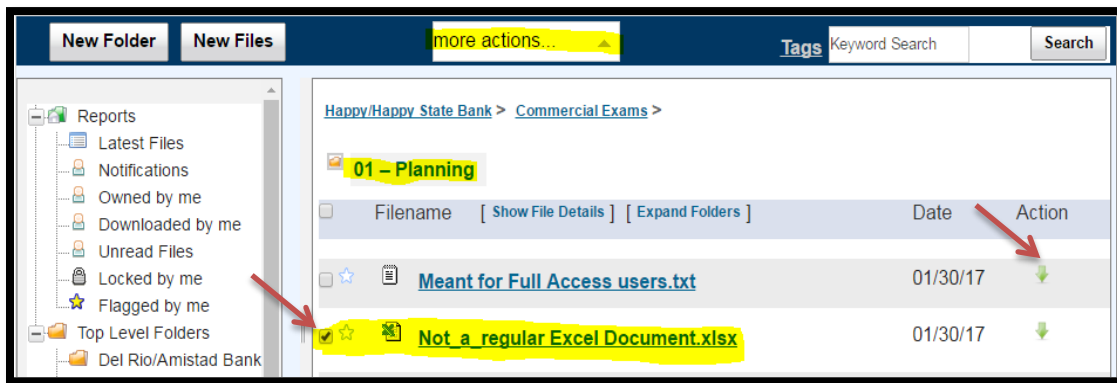 New Folder New Files more actions... Tags Keyword Search Search
Reports
Latest Files
Notifications
Owned by me
Downloaded by me
Unread Files
Locked by me
Flagged by me
Top Level Folders
Del Rio/Amistad Bank
Happy/Happy State Bank > Commercial Exams >
01 – Planning
Filename [ Show File Details ] [ Expand Folders ] Date Action
Meant for Full Access users.txt 01/30/17
Not_a_regular Excel Document.xlsx 01/30/17